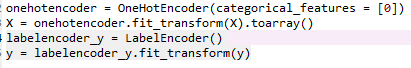 onehotencoder = OneHotEncoder(categorical_features = [0])
X = onehotencoder.fit_transform(X).toarray()
labelencoder_y = LabelEncoder()
y = labelencoder_y.fit_transform(y)